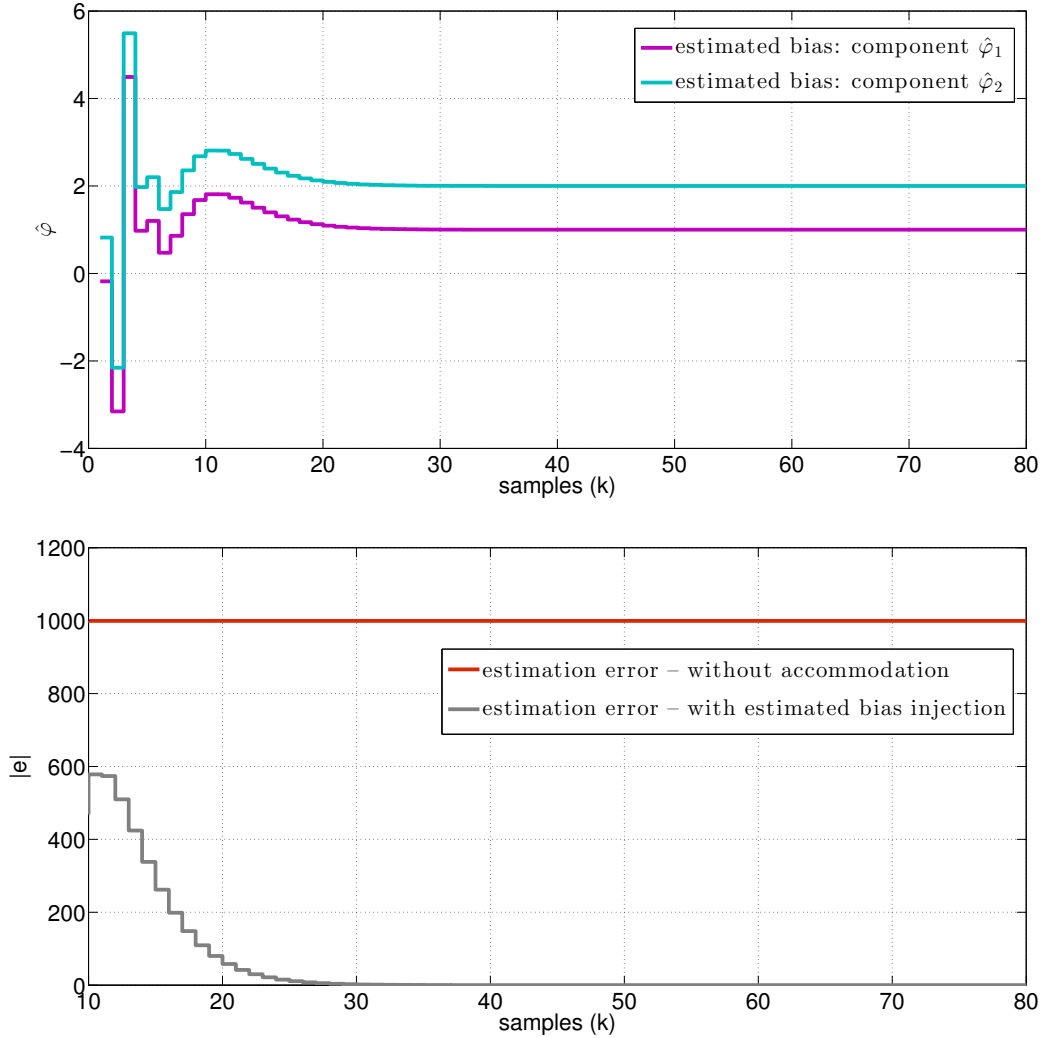 6
4
2
0
−2
−4
φ̂
estimated bias: component φ̂₁
estimated bias: component φ̂₂
0 10 20 30 40 50 60 70 80
samples (k)
1200
1000
800
600
400
200
0
|e|
estimation error – without accommodation
estimation error – with estimated bias injection
10 20 30 40 50 60 70 80
samples (k)